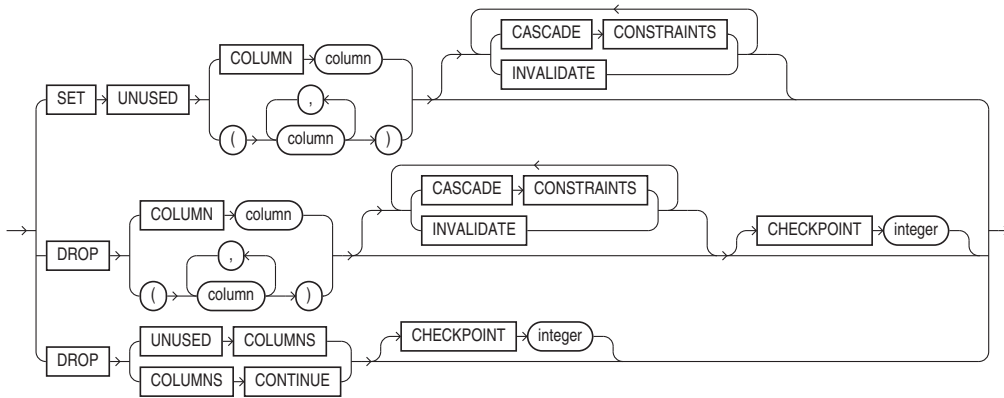 CASCADE CONSTRAINTS
COLUMN column
INVALIDATE
SET UNUSED
,
( column )
CASCADE CONSTRAINTS
COLUMN column
INVALIDATE
DROP
CHECKPOINT integer
,
( column )
UNUSED COLUMNS
CHECKPOINT integer
DROP
COLUMNS CONTINUE